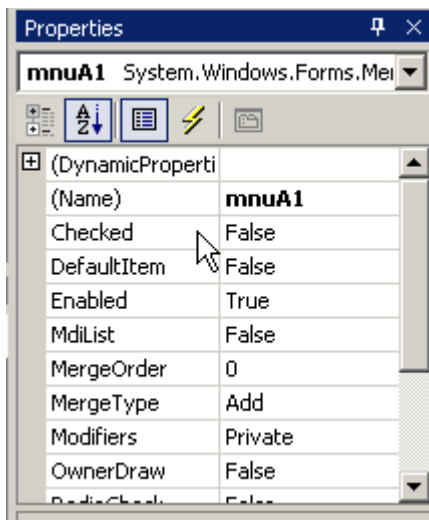 Properties
mnuA1 System.Windows.Forms.Mei
(DynamicProperti
(Name) mnuA1
Checked False
DefaultItem False
Enabled True
MdiList False
MergeOrder 0
MergeType Add
Modifiers Private
OwnerDraw False